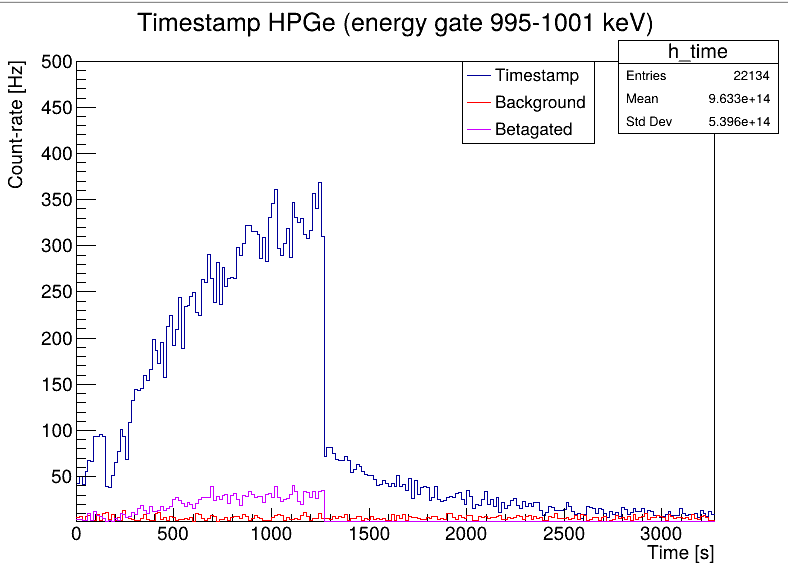 Timestamp HPGe (energy gate 995-1001 keV)
h_time
Entries 22134
Mean 9.633e+14
Std Dev 5.396e+14
Timestamp
Background
Betagated
Count-rate [Hz]
500
450
400
350
300
250
200
150
100
50
0 500 1000 1500 2000 2500 3000
Time [s]